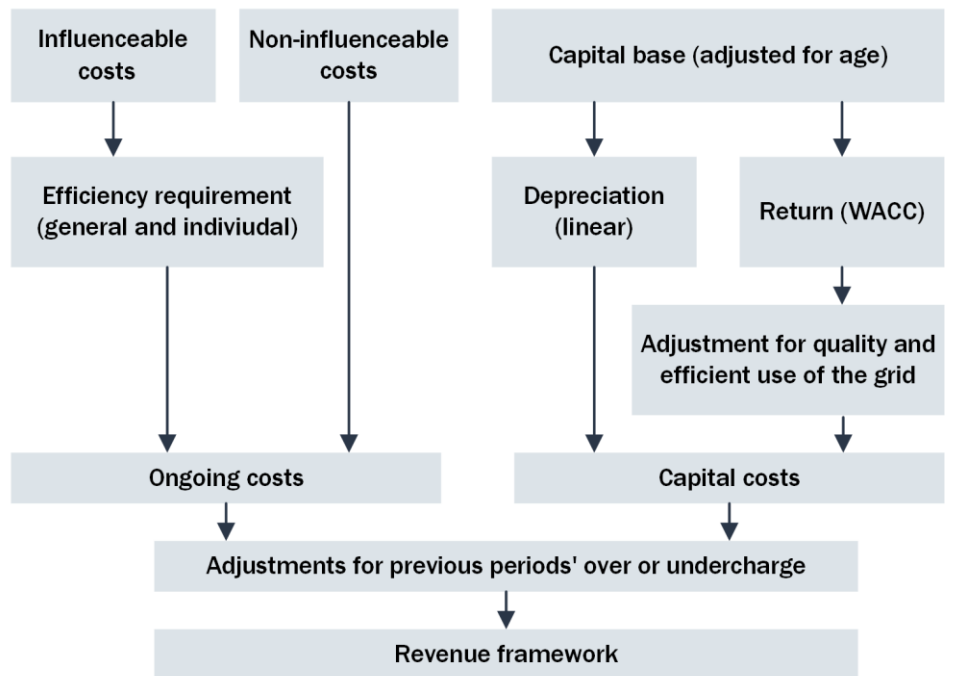 Influenceable
costs
Non-influenceable
costs
Capital base (adjusted for age)
Efficiency requirement
(general and indiviudal)
Depreciation
(linear)
Return (WACC)
Adjustment for quality and
efficient use of the grid
Ongoing costs
Capital costs
Adjustments for previous periods' over or undercharge
Revenue framework